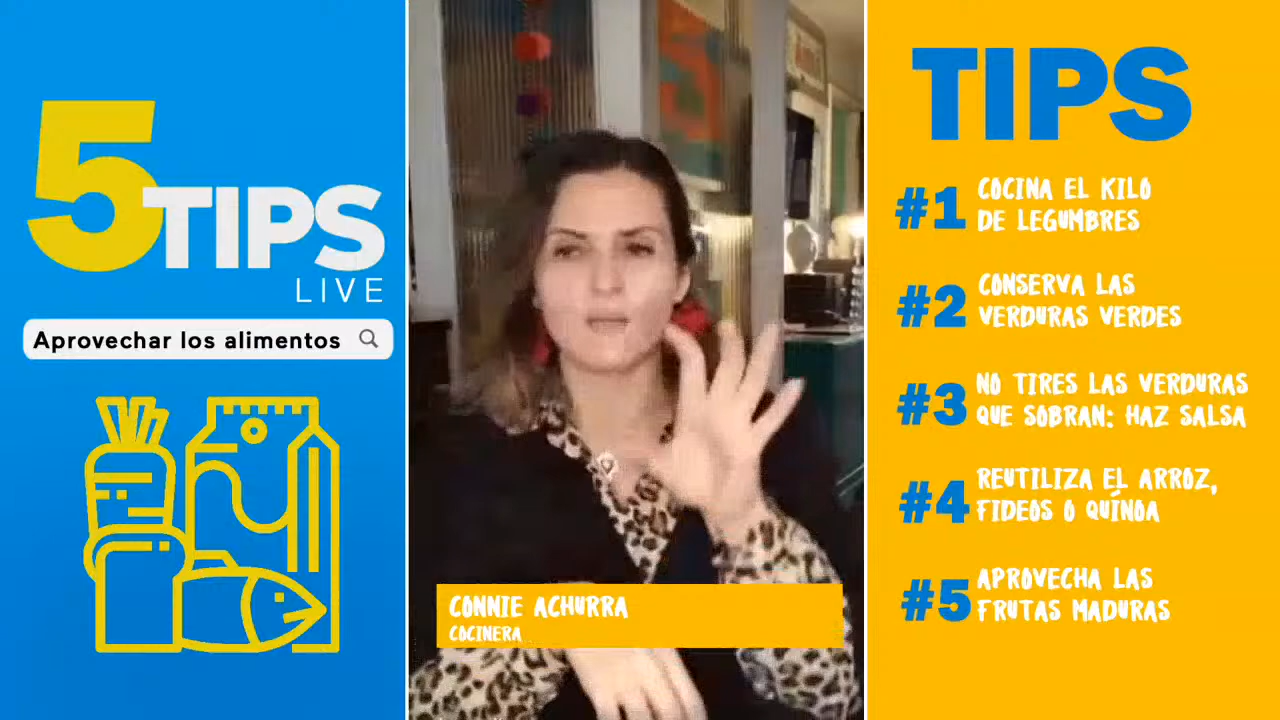 5TIPS
LIVE
Aprovechar los alimentos
CONNIE ACHURRA
COCINERA
TIPS
#1 COCINA EL KILO
DE LEGUMBRES
#2 CONSERVA LAS
VERDURAS VERDES
#3 NO TIRES LAS VERDURAS
QUE SOBRAN: HAZ SALSA
#4 REUTILIZA EL ARROZ,
FIDEOS O QUÍNOA
#5 APROVECHA LAS
FRUTAS MADURAS